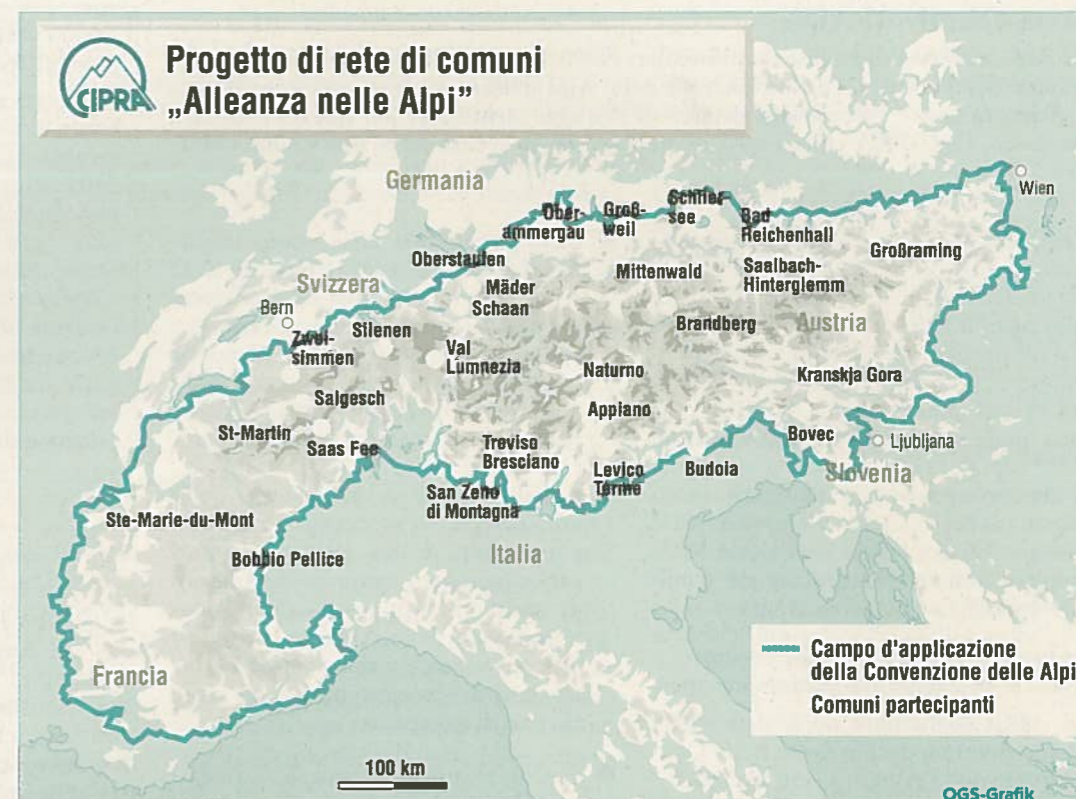 CIPRA
Progetto di rete di comuni
„Alleanza nelle Alpi”
Germania
Wien
Ober-
ammergau
Groß-
weil
Schlier-
see
Bad
Reichenhall
Großraming
Oberstaufen
Mittenwald
Saalbach-
Hinterglemm
Svizzera
Mäder
Schaan
Bern
Silenen
Brandberg
Austria
Zwei-
simmen
Val
Lumnezia
Naturno
Kranskja Gora
Salgesch
Appiano
St-Martin
Saas Fee
Treviso
Bresciano
Bovec
Ljubljana
Levico
Terme
Budoia
Slovenia
San Zeno
di Montagna
Ste-Marie-du-Mont
Italia
Bobbio Pellice
Francia
Campo d'applicazione
della Convenzione delle Alpi
Comuni partecipanti
100 km
OGS-Grafik